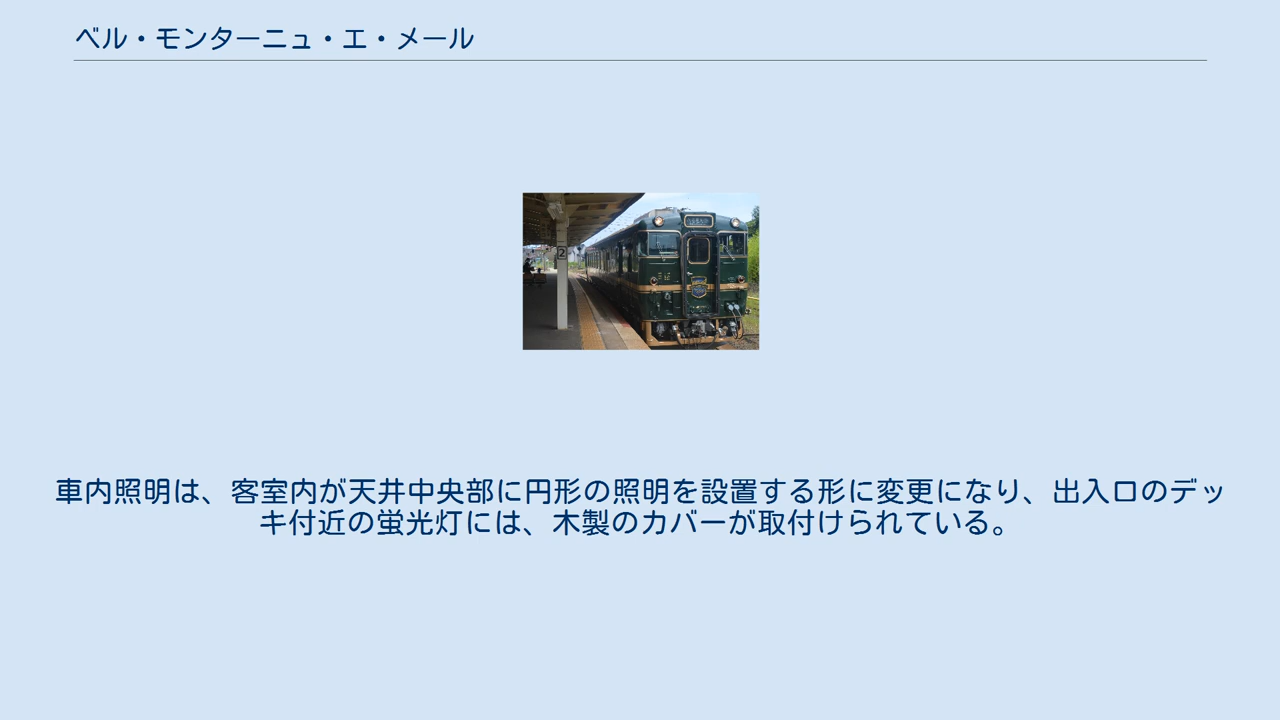 ベル・モンターニュ・エ・メール
2
車内照明は、客室内が天井中央部に円形の照明を設置する形に変更になり、出入口のデッ
キ付近の蛍光灯には、木製のカバーが取付けられている。